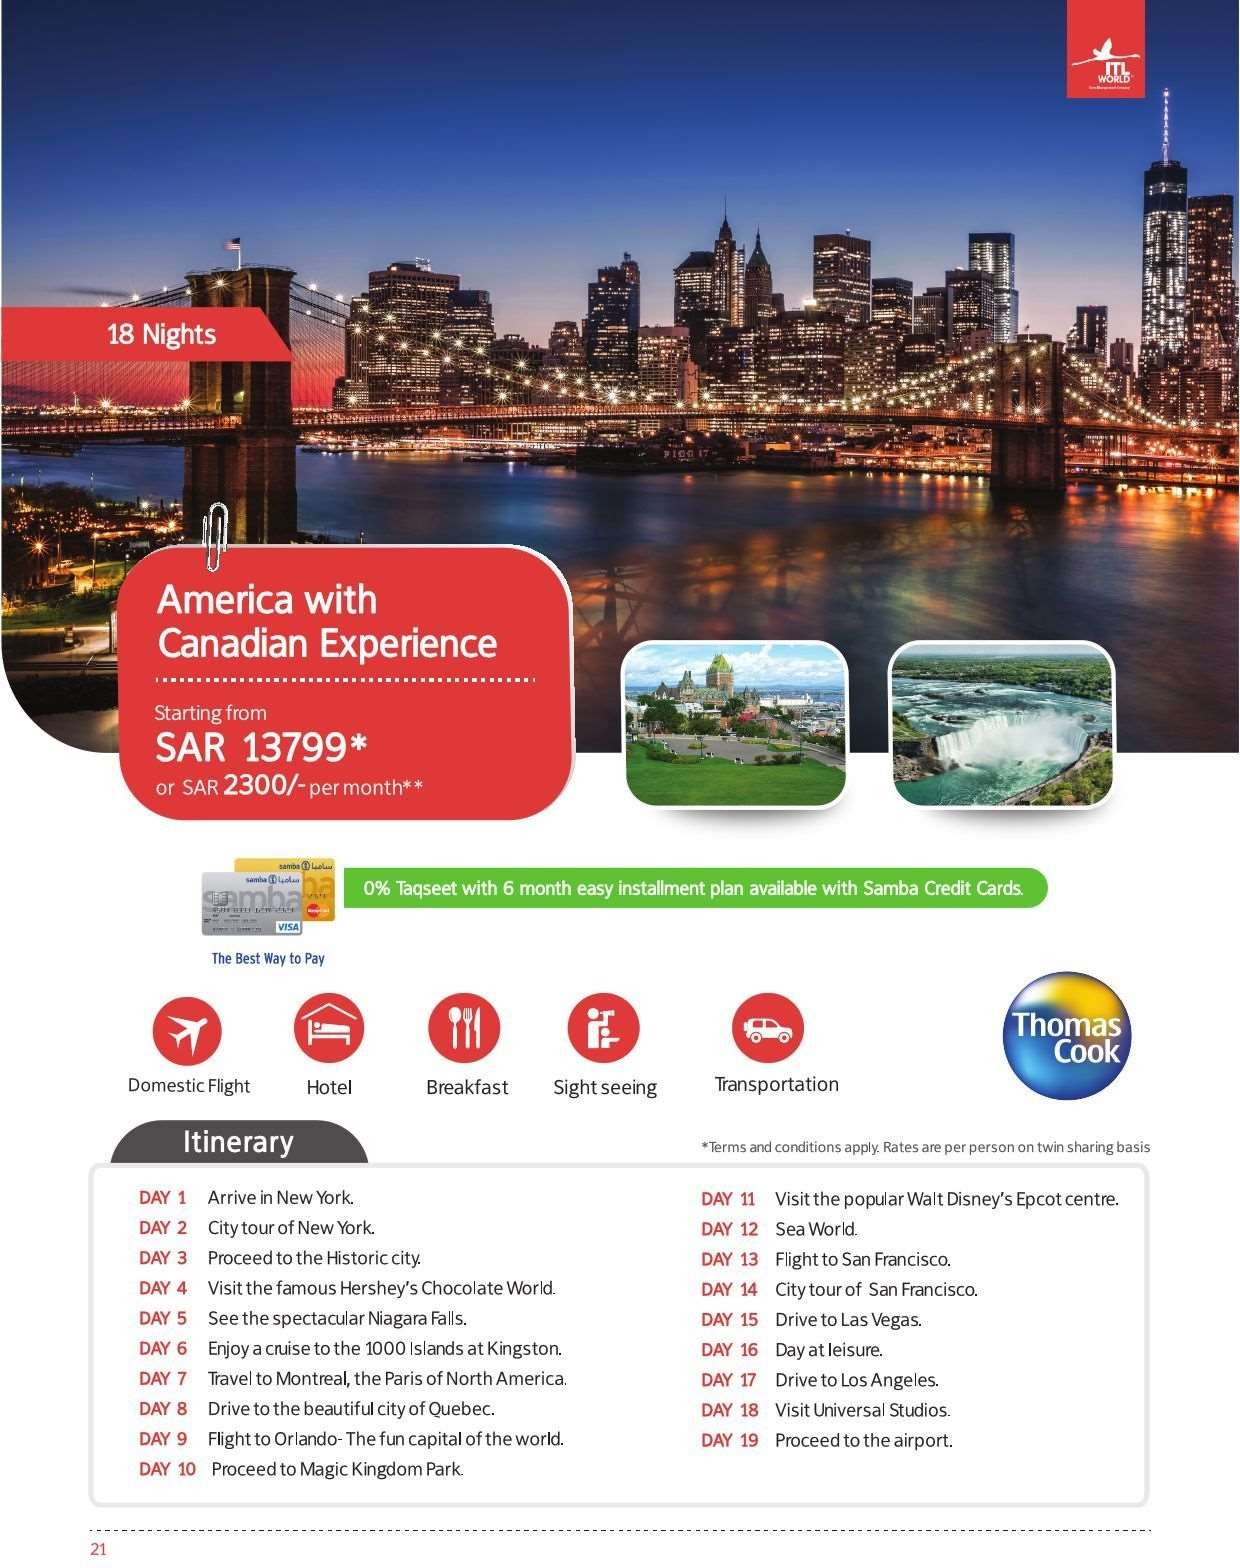 ITL
WORLD
18 Nights
America with
Canadian Experience
Starting from
SAR 13799*
or SAR 2300/- per month**
samba سامبا
samba سامبا
samba
VISA
The Best Way to Pay
0% Taqseet with 6 month easy installment plan available with Samba Credit Cards.
Domestic Flight
Hotel
Breakfast
Sight seeing
Transportation
Thomas
Cook
Itinerary
*Terms and conditions apply. Rates are per person on twin sharing basis
DAY 1 Arrive in New York.
DAY 2 City tour of New York.
DAY 3 Proceed to the Historic city.
DAY 4 Visit the famous Hershey's Chocolate World.
DAY 5 See the spectacular Niagara Falls.
DAY 6 Enjoy a cruise to the 1000 Islands at Kingston.
DAY 7 Travel to Montreal, the Paris of North America.
DAY 8 Drive to the beautiful city of Quebec.
DAY 9 Flight to Orlando- The fun capital of the world.
DAY 10 Proceed to Magic Kingdom Park.
DAY 11 Visit the popular Walt Disney's Epcot centre.
DAY 12 Sea World.
DAY 13 Flight to San Francisco.
DAY 14 City tour of San Francisco.
DAY 15 Drive to Las Vegas.
DAY 16 Day at leisure.
DAY 17 Drive to Los Angeles.
DAY 18 Visit Universal Studios.
DAY 19 Proceed to the airport.
21